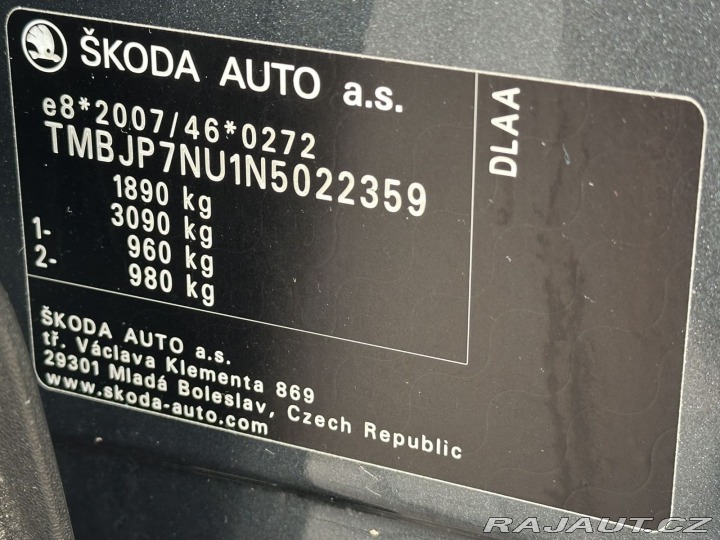 ŠKODA AUTO a.s.
e8*2007/46*0272
TMBJP7NU1N5022359
1890 kg
3090 kg
1- 960 kg
2- 980 kg
DLAA
ŠKODA AUTO a.s.
tř. Václava Klementa 869
29301 Mladá Boleslav, Czech Republic
www.skoda-auto.com
RAJAUT.CZ